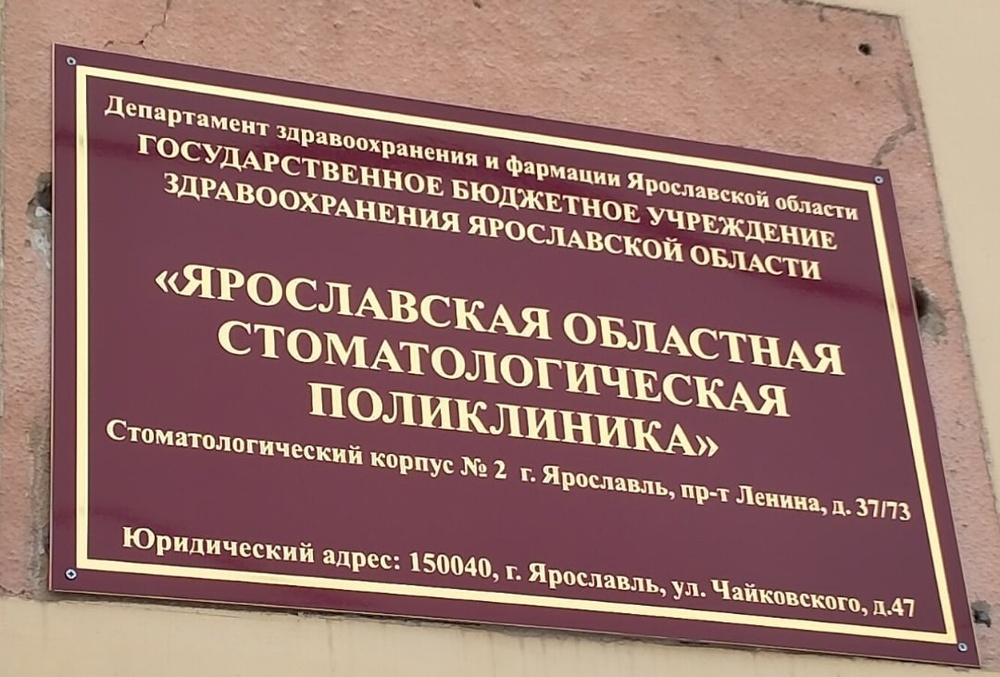 Департамент здравоохранения и фармации Ярославской области
ГОСУДАРСТВЕННОЕ БЮДЖЕТНОЕ УЧРЕЖДЕНИЕ
ЗДРАВООХРАНЕНИЯ ЯРОСЛАВСКОЙ ОБЛАСТИ
«ЯРОСЛАВСКАЯ ОБЛАСТНАЯ
СТОМАТОЛОГИЧЕСКАЯ
ПОЛИКЛИНИКА»
Стоматологический корпус № 2 г. Ярославль, пр-т Ленина, д. 37/73
Юридический адрес: 150040, г. Ярославль, ул. Чайковского, д.47